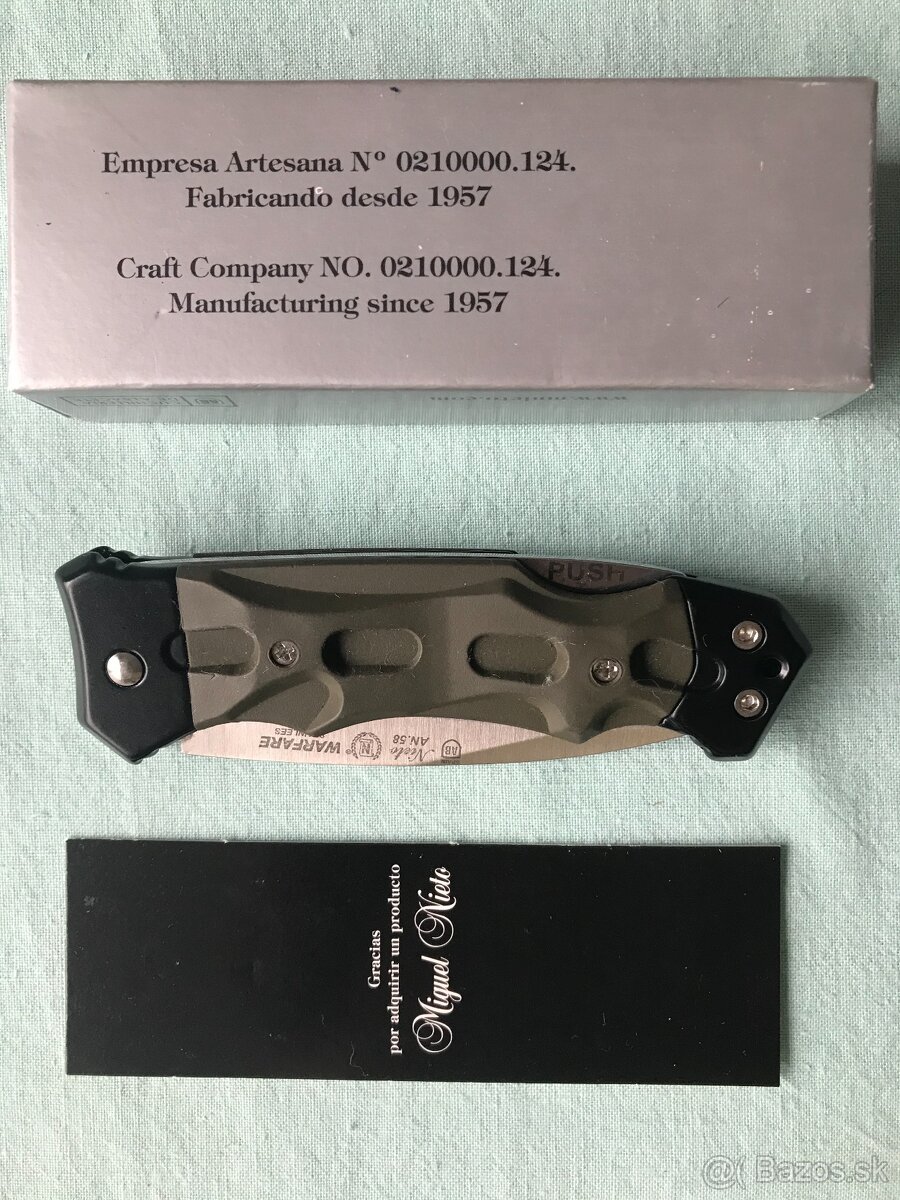 Empresa Artesana Nº 0210000.124.
Fabricando desde 1957
Craft Company NO. 0210000.124.
Manufacturing since 1957
PUSH
WARFARE
N
Nieto
AN.58
AB
Gracias
por adquirir un producto
Miguel Nieto
@( Bazos.sk